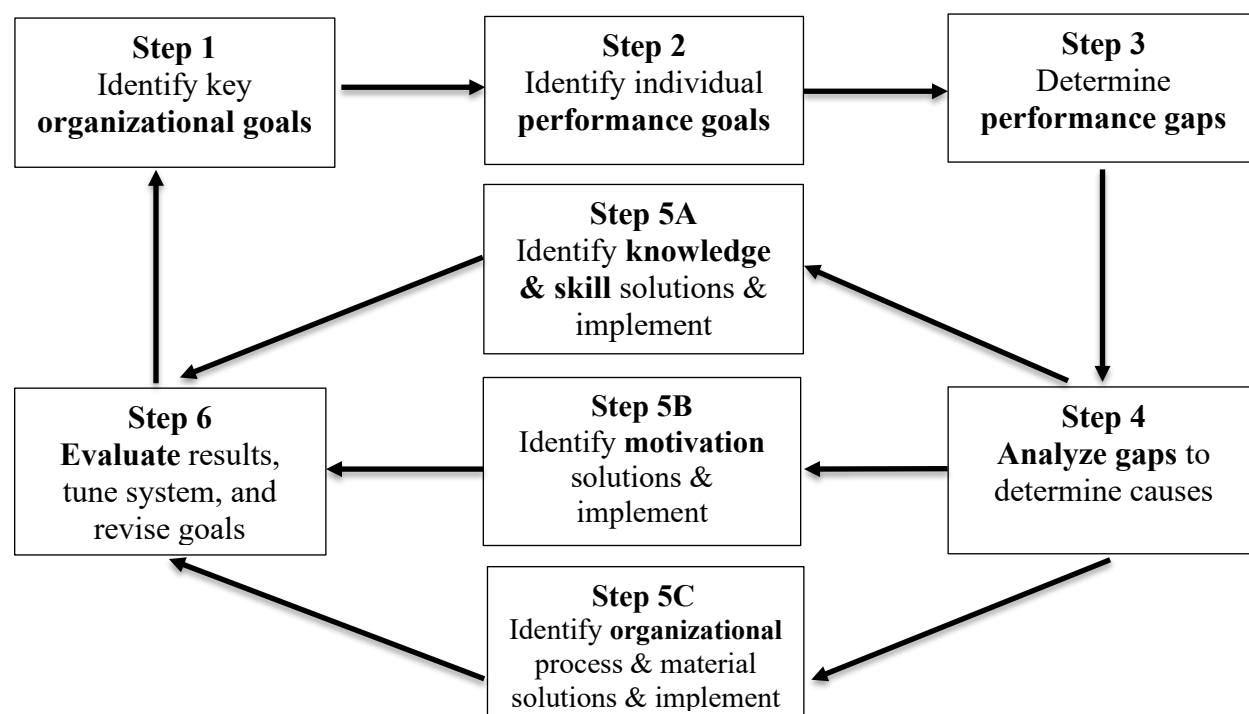 Step 1
Identify key
organizational goals
Step 2
Identify individual
performance goals
Step 3
Determine
performance gaps
Step 5A
Identify knowledge
& skill solutions &
implement
Step 6
Evaluate results,
tune system, and
revise goals
Step 5B
Identify motivation
solutions &
implement
Step 4
Analyze gaps to
determine causes
Step 5C
Identify organizational
process & material
solutions & implement